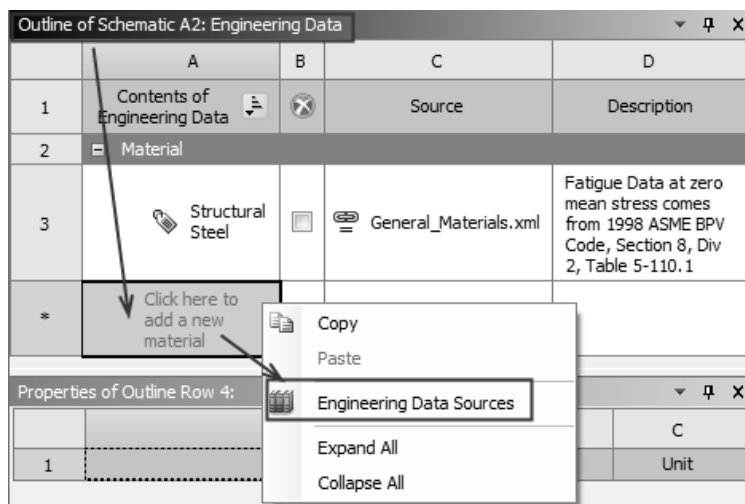 Outline of Schematic A2: Engineering Data
A
B
C
D
1
Contents of
Engineering Data
Source
Description
2
Material
3
Structural
Steel
General_Materials.xml
Fatigue Data at zero
mean stress comes
from 1998 ASME BPV
Code, Section 8, Div
2, Table 5-110.1
*
Click here to
add a new
material
Copy
Paste
Engineering Data Sources
Expand All
Collapse All
Properties of Outline Row 4:
C
1
Unit